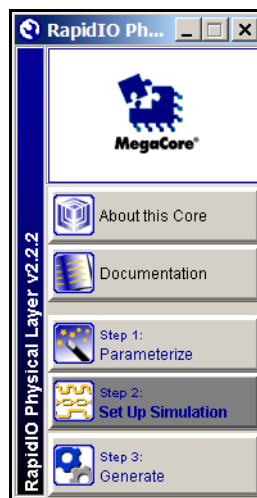 RapidIO Ph...
MegaCore®
About this Core
Documentation
Step 1:
Parameterize
Step 2:
Set Up Simulation
Step 3:
Generate
RapidIO Physical Layer v2.2.2